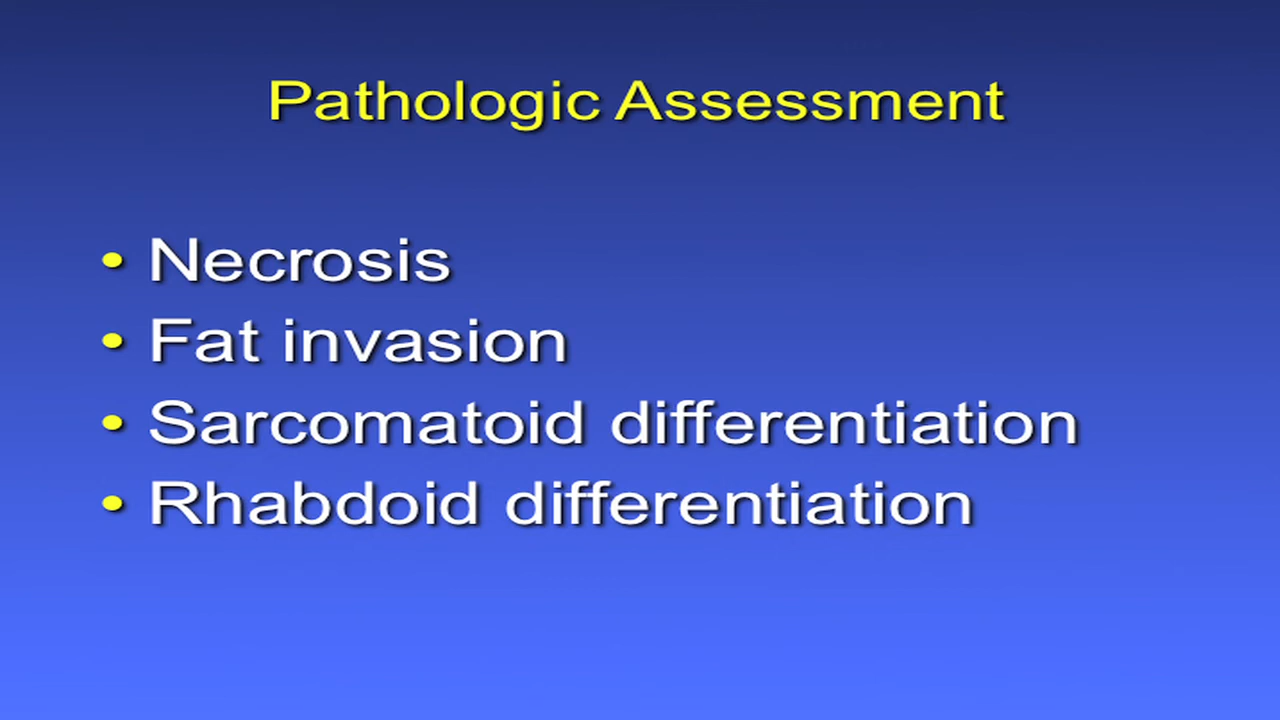 Pathologic Assessment
• Necrosis
• Fat invasion
• Sarcomatoid differentiation
• Rhabdoid differentiation